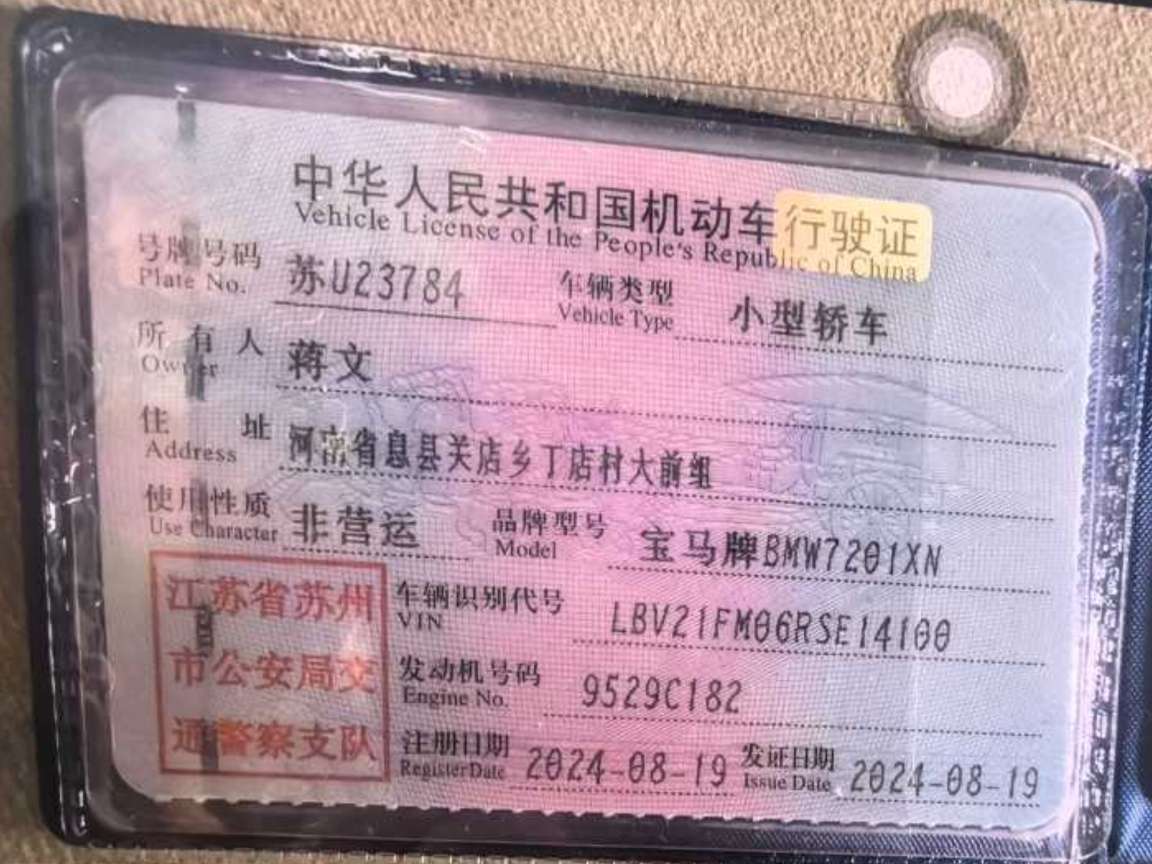 中华人民共和国机动车行驶证
Vehicle License of the People's Republic of China
号牌号码 苏U23784 车辆类型 小型轿车
Plate No. Vehicle Type
所有人 蒋文
Owner
住址 河南省息县关店乡丁店村大前组
Address
使用性质 非营运 品牌型号 宝马牌BMW7201XN
Use Character Model
江苏省苏州 车辆识别代号 LBV21FM06RSE14100
VIN
市公安局交 发动机号码 9529C182
Engine No.
通警察支队 注册日期 2024-08-19 发证日期 2024-08-19
Register Date Issue Date